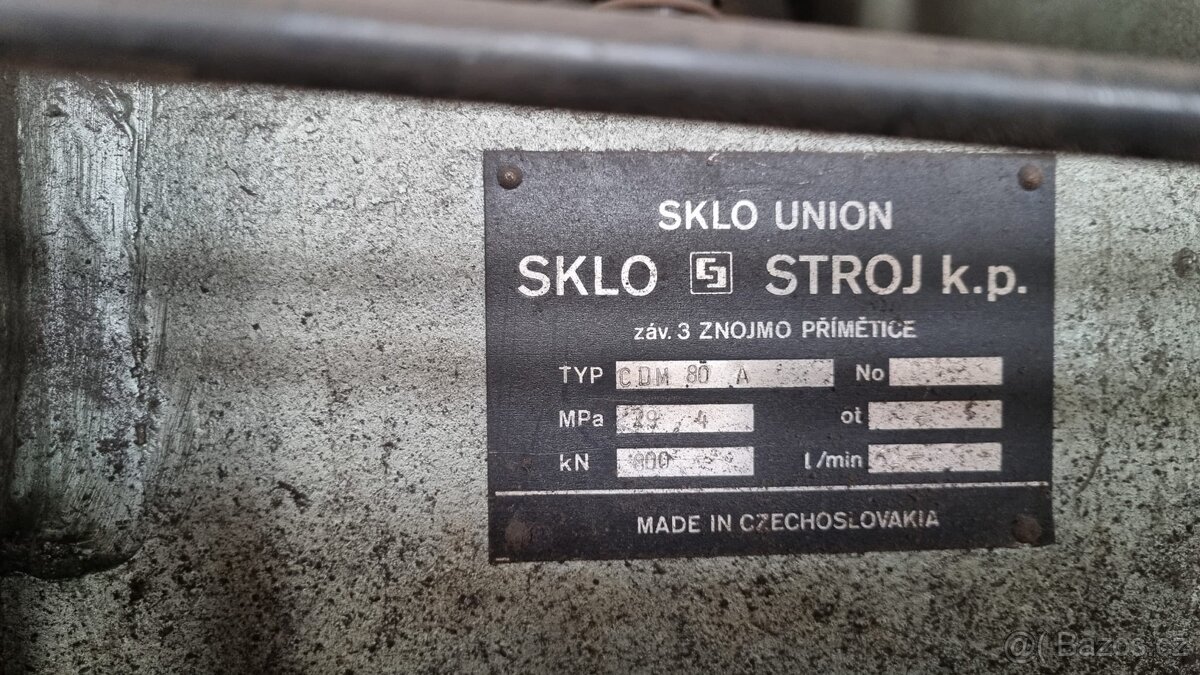 SKLO UNION
SKLO STROJ k.p.
záv. 3 ZNOJMO PŘÍMĚTICE
TYP CDM 80 A No
MPa 29,4 ot
kN 800 l/min
MADE IN CZECHOSLOVAKIA
@( Bazos.cz